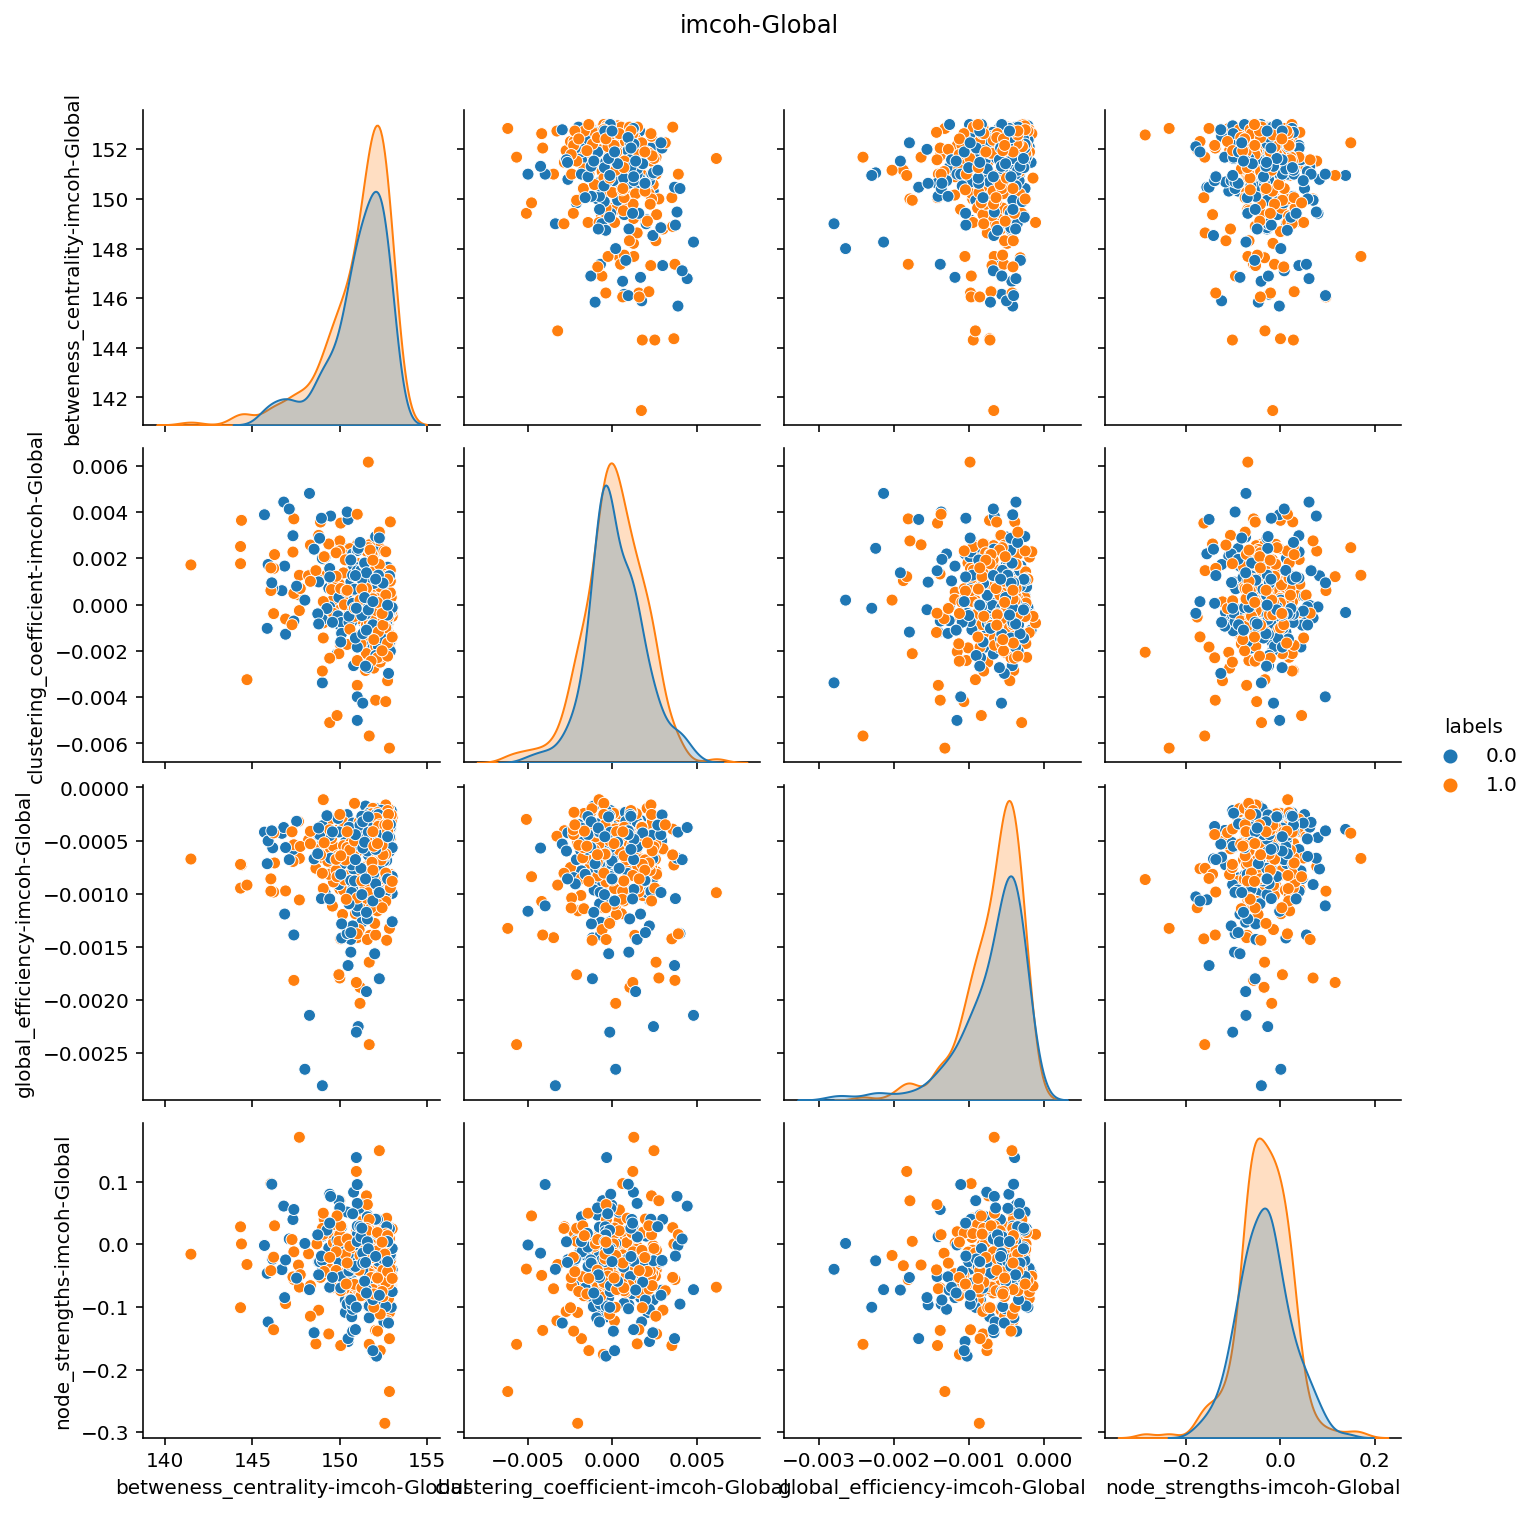 imcoh-Global
betweness_centrality-imcoh-Global
152
150
148
146
144
142
clustering_coefficient-imcoh-Global
0.006
0.004
0.002
0.000
−0.002
−0.004
−0.006
labels
0.0
1.0
global_efficiency-imcoh-Global
0.0000
−0.0005
−0.0010
−0.0015
−0.0020
−0.0025
node_strengths-imcoh-Global
0.1
0.0
−0.1
−0.2
−0.3
140 145 150 155
−0.005 0.000 0.005
−0.003 −0.002 −0.001 0.000
−0.2 0.0 0.2
betweness_centrality-imcoh-Global
clustering_coefficient-imcoh-Global
global_efficiency-imcoh-Global
node_strengths-imcoh-Global